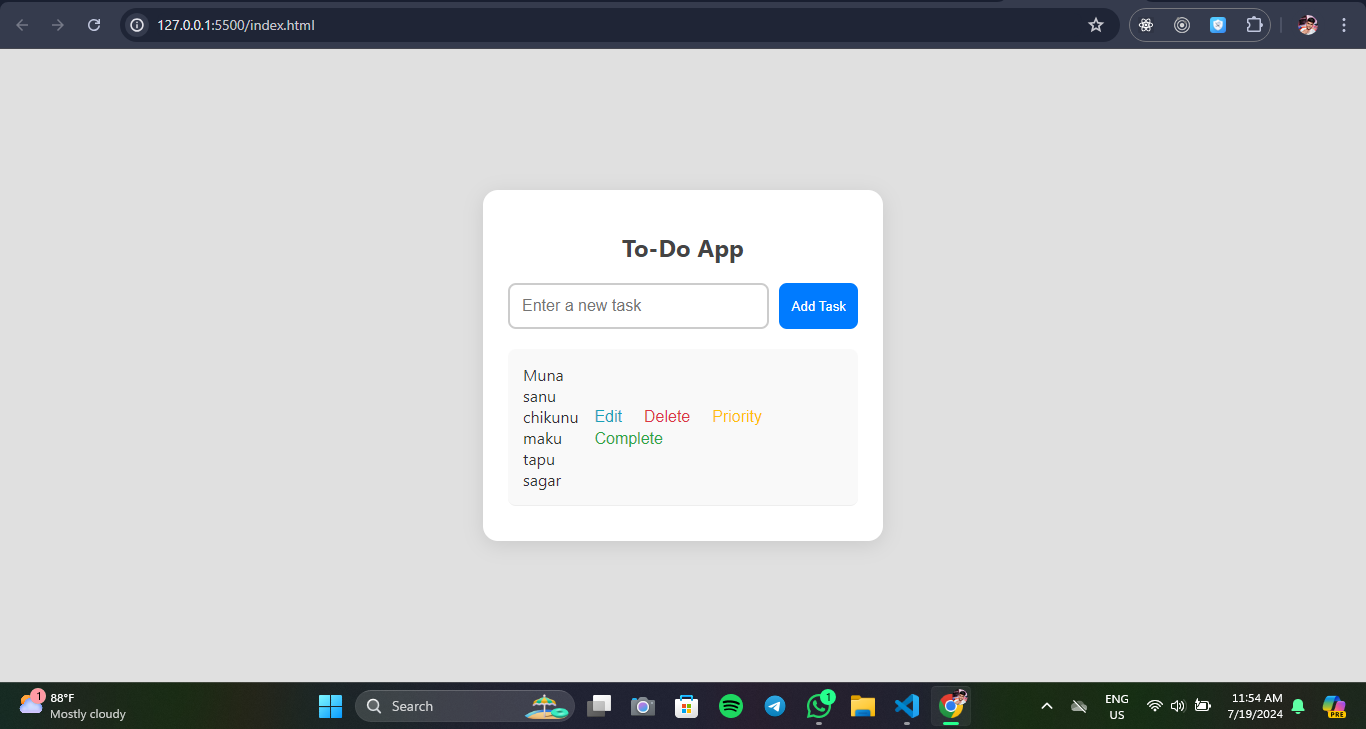 127.0.0.1:5500/index.html
To-Do App
Enter a new task
Add Task
Muna
sanu
chikunu
maku
tapu
sagar
Edit Delete Priority
Complete
1
88°F
Mostly cloudy
Search
1
ENG
US
11:54 AM
7/19/2024
PRE